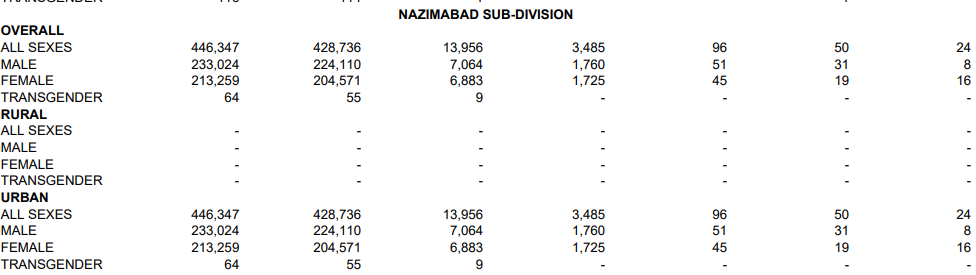 NAZIMABAD SUB-DIVISION
OVERALL
ALL SEXES 446,347 428,736 13,956 3,485 96 50 24
MALE 233,024 224,110 7,064 1,760 51 31 8
FEMALE 213,259 204,571 6,883 1,725 45 19 16
TRANSGENDER 64 55 9 - - - -
RURAL
ALL SEXES - - - - - - -
MALE - - - - - - -
FEMALE - - - - - - -
TRANSGENDER - - - - - - -
URBAN
ALL SEXES 446,347 428,736 13,956 3,485 96 50 24
MALE 233,024 224,110 7,064 1,760 51 31 8
FEMALE 213,259 204,571 6,883 1,725 45 19 16
TRANSGENDER 64 55 9 - - - -